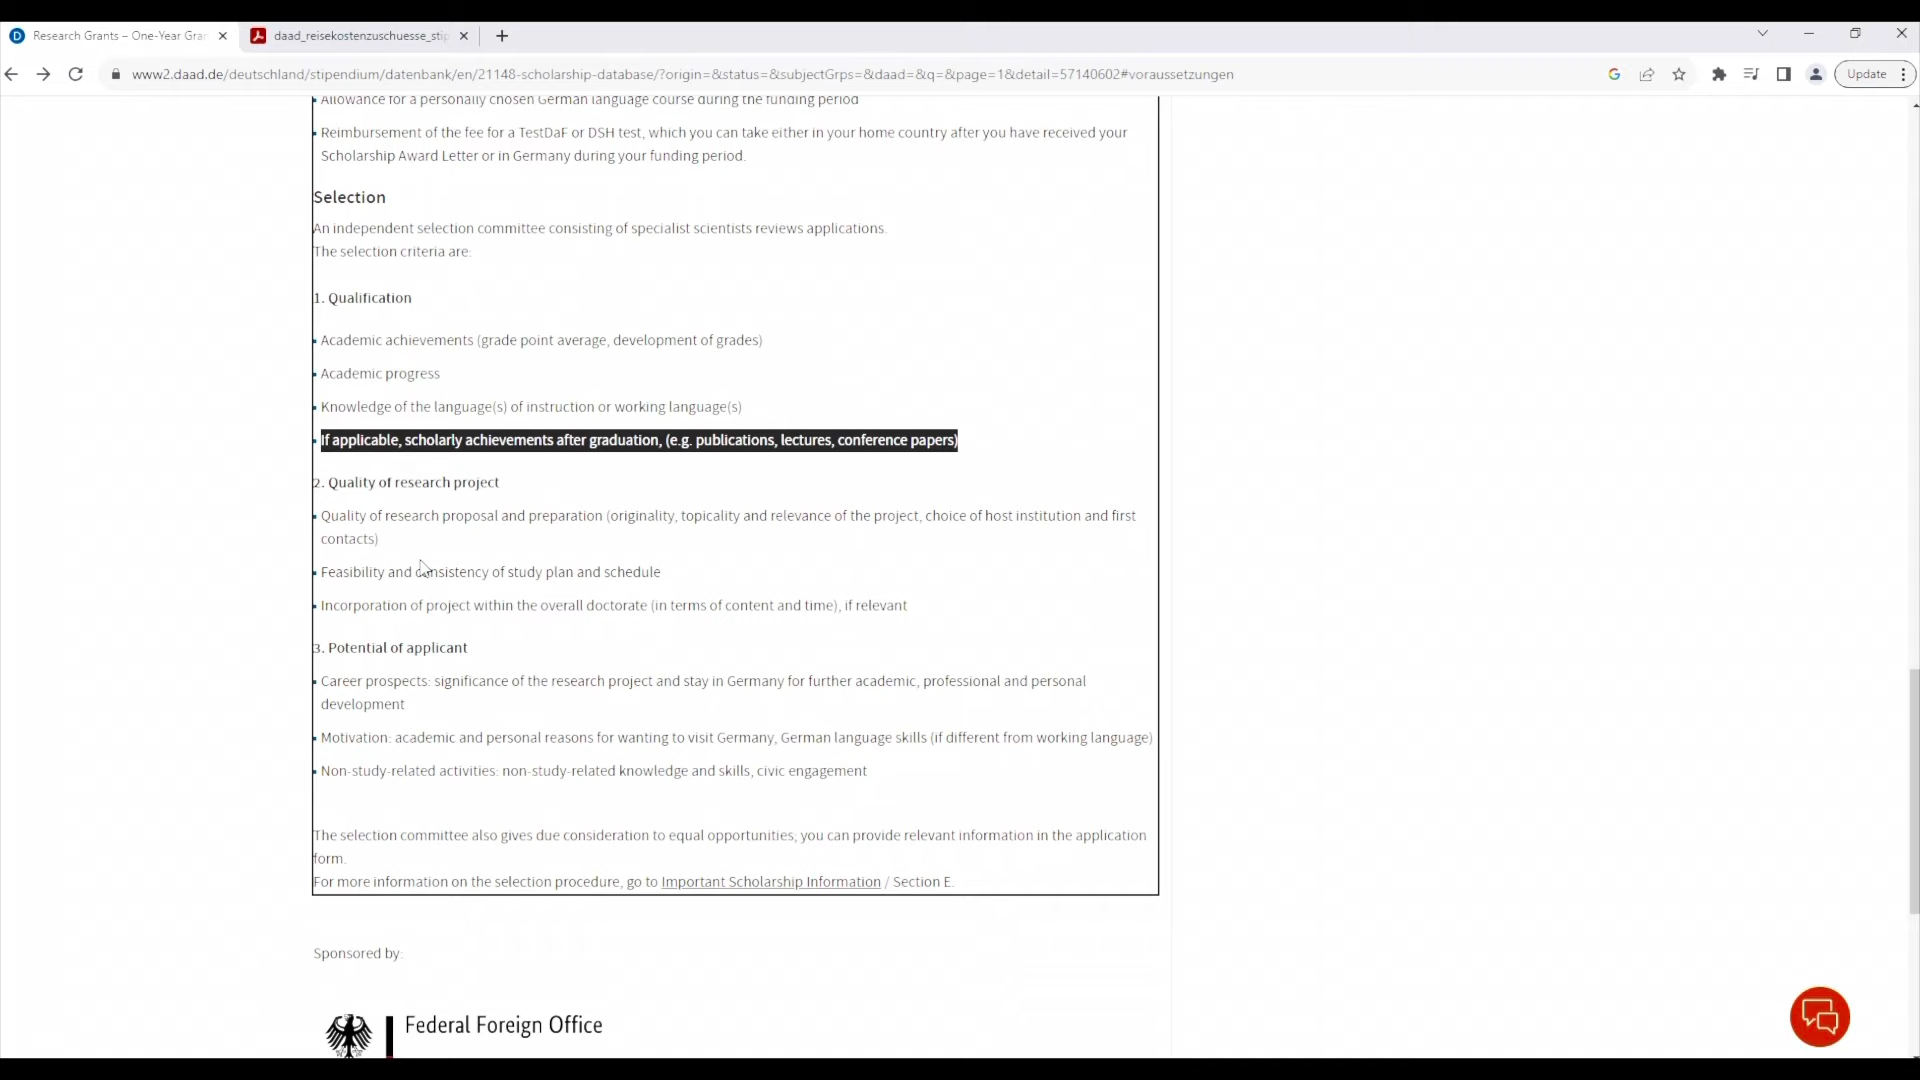 Research Grants – One-Year Gra
daad_reisekostenzuschuesse_stip
www2.daad.de/deutschland/stipendium/datenbank/en/21148-scholarship-database/?origin=&status=&subjectGrps=&daad=&q=&page=1&detail=57140602#voraussetzungen
Update
Allowance for a personally chosen German language course during the funding period
Reimbursement of the fee for a TestDaF or DSH test, which you can take either in your home country after you have received your
Scholarship Award Letter or in Germany during your funding period.
Selection
An independent selection committee consisting of specialist scientists reviews applications.
The selection criteria are:
1. Qualification
Academic achievements (grade point average, development of grades)
Academic progress
Knowledge of the language(s) of instruction or working language(s)
If applicable, scholarly achievements after graduation, (e.g. publications, lectures, conference papers)
2. Quality of research project
Quality of research proposal and preparation (originality, topicality and relevance of the project, choice of host institution and first
contacts)
Feasibility and consistency of study plan and schedule
Incorporation of project within the overall doctorate (in terms of content and time), if relevant
3. Potential of applicant
Career prospects: significance of the research project and stay in Germany for further academic, professional and personal
development
Motivation: academic and personal reasons for wanting to visit Germany, German language skills (if different from working language)
Non-study-related activities: non-study-related knowledge and skills, civic engagement
The selection committee also gives due consideration to equal opportunities; you can provide relevant information in the application
form.
For more information on the selection procedure, go to Important Scholarship Information / Section E.
Sponsored by:
Federal Foreign Office